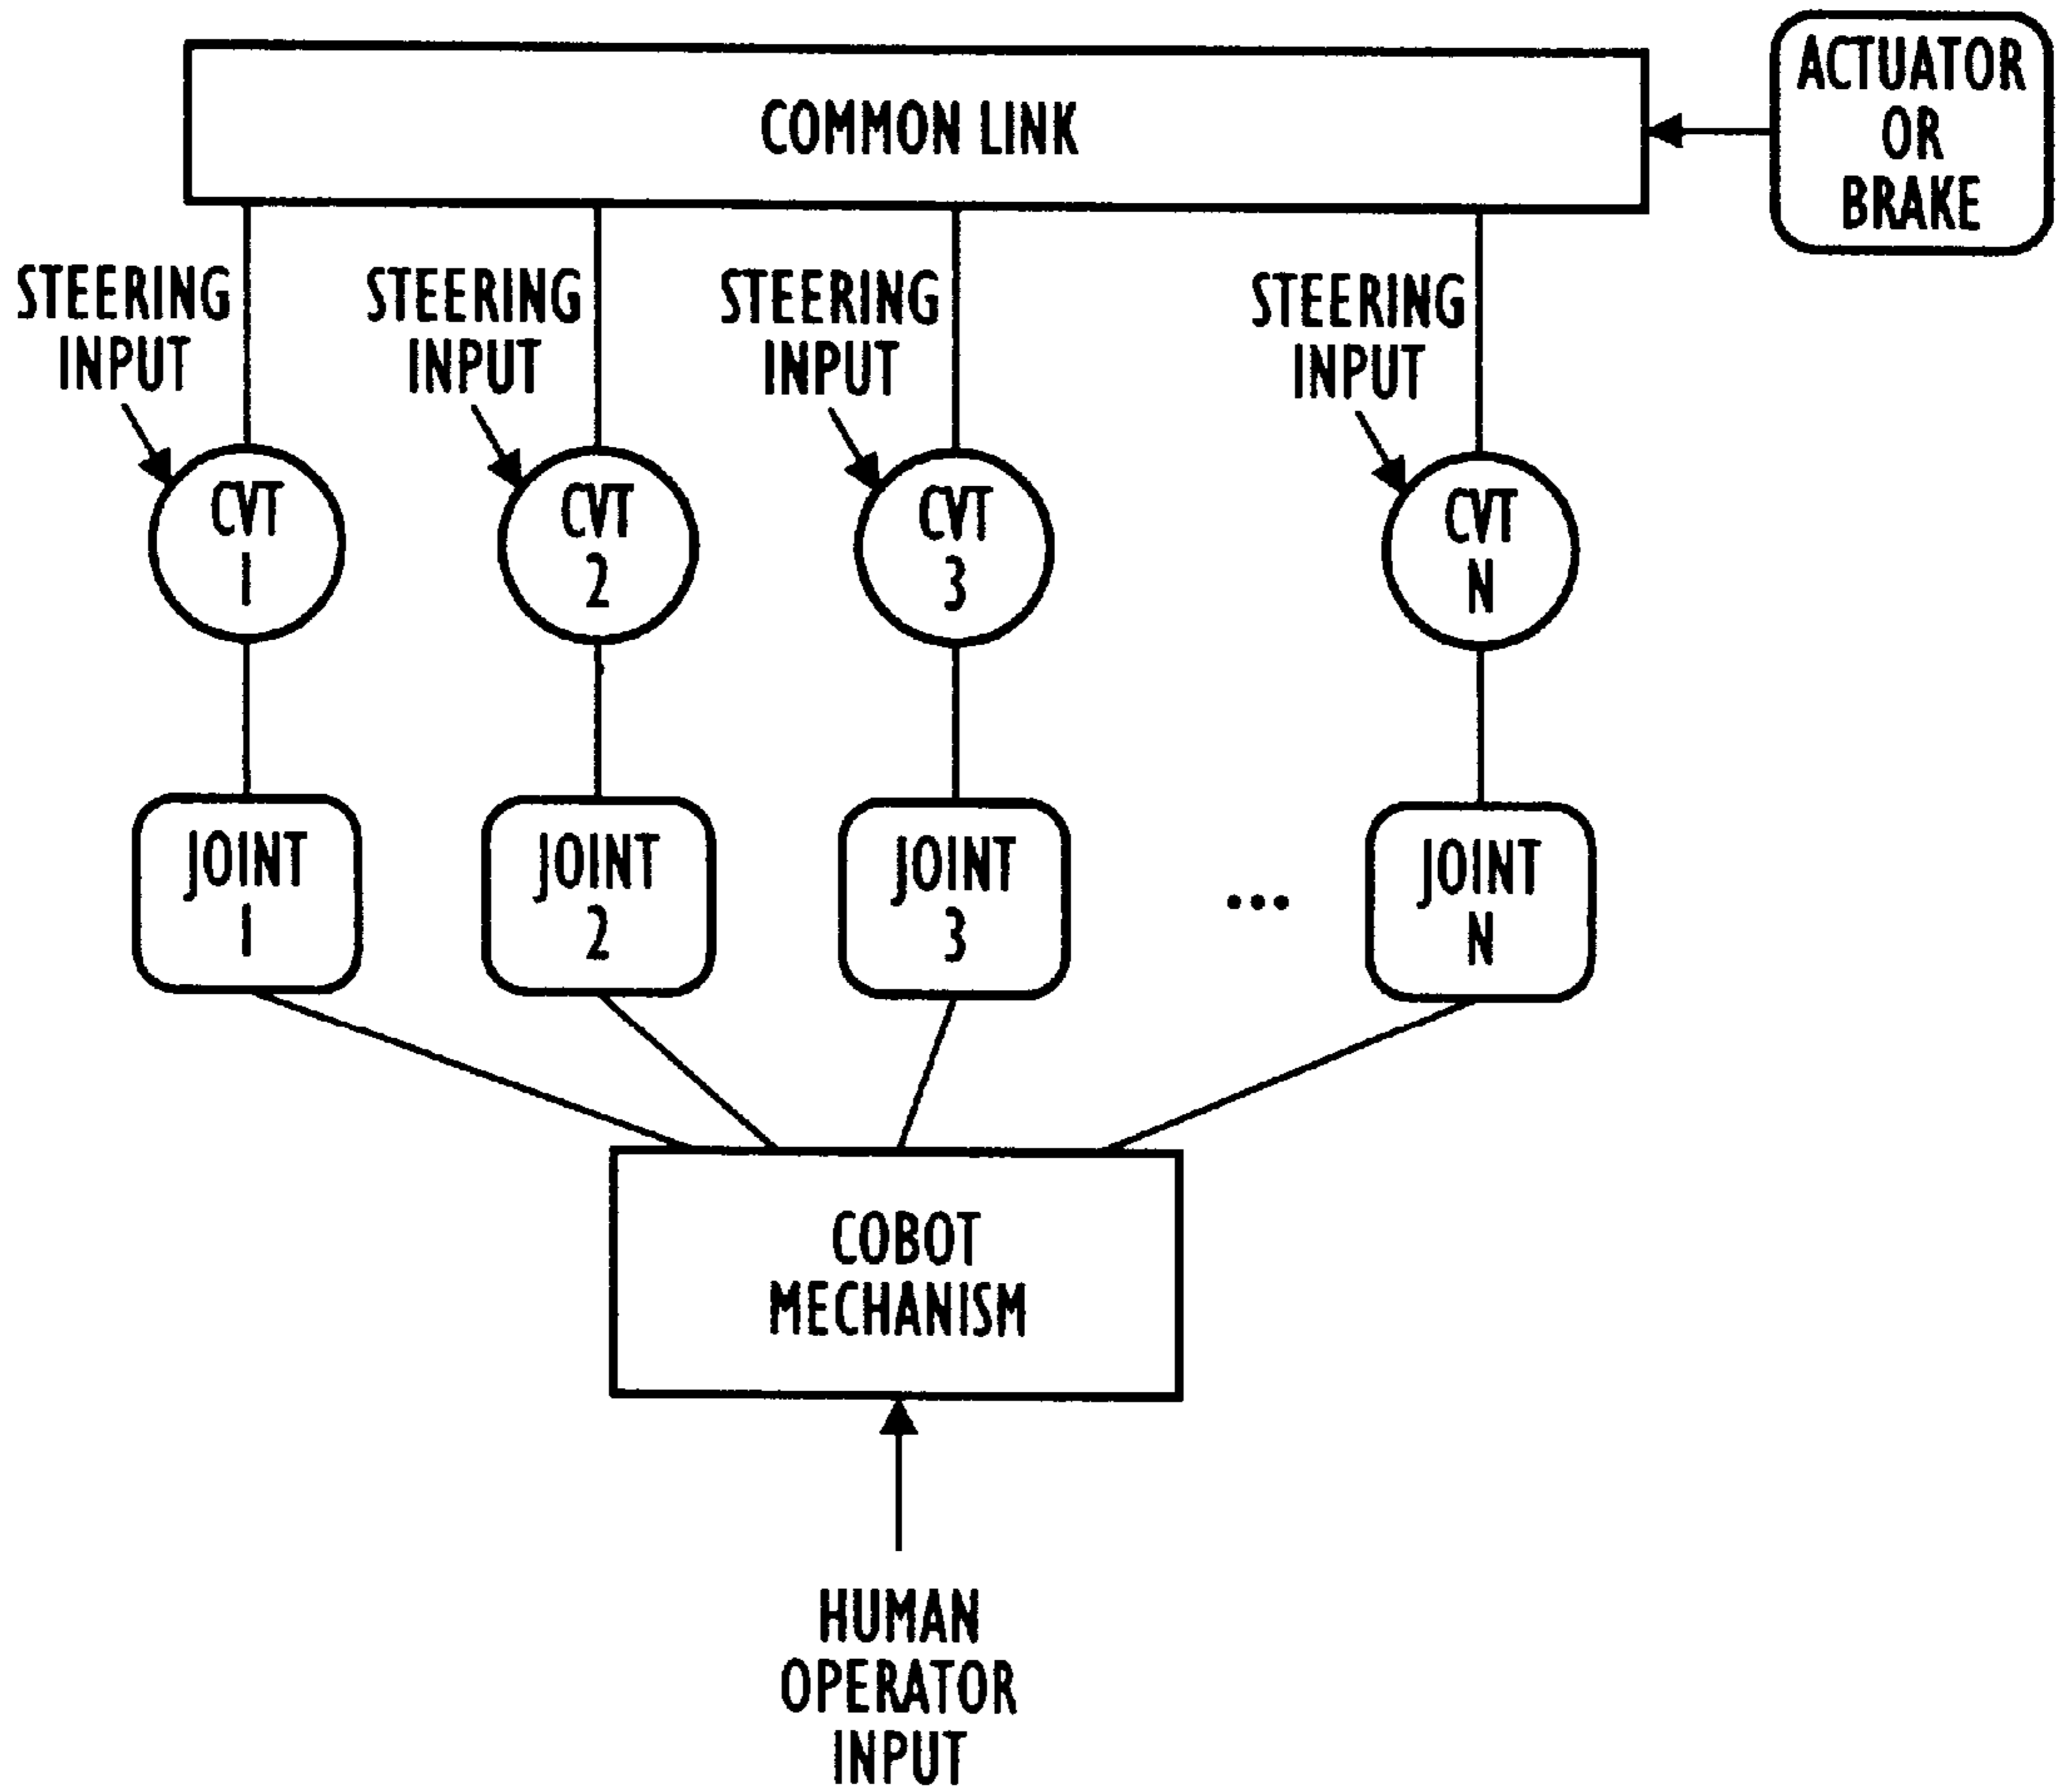 COMMON LINK
ACTUATOR
OR
BRAKE
STEERING
INPUT
STEERING
INPUT
STEERING
INPUT
STEERING
INPUT
CVT
1
CVT
2
CVT
3
CVT
N
JOINT
1
JOINT
2
JOINT
3
...
JOINT
N
COBOT
MECHANISM
HUMAN
OPERATOR
INPUT